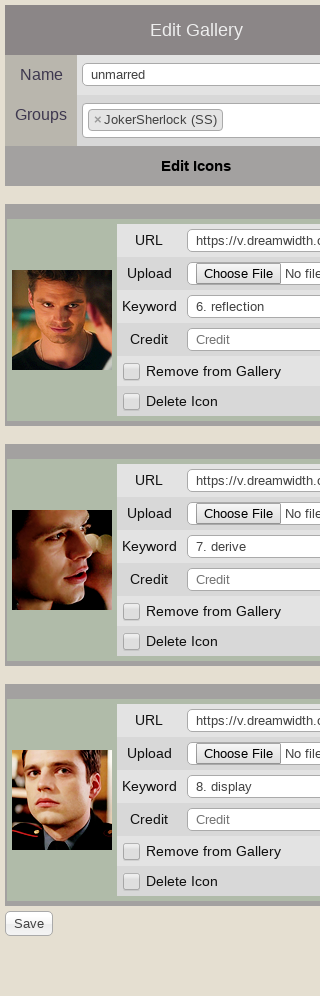 Edit Gallery
Name
unmarred
Groups
×JokerSherlock (SS)
Edit Icons
URL
https://v.dreamwidth.
Upload
Choose File No file
Keyword
6. reflection
Credit
Credit
Remove from Gallery
Delete Icon
URL
https://v.dreamwidth.
Upload
Choose File No file
Keyword
7. derive
Credit
Credit
Remove from Gallery
Delete Icon
URL
https://v.dreamwidth.
Upload
Choose File No file
Keyword
8. display
Credit
Credit
Remove from Gallery
Delete Icon
Save